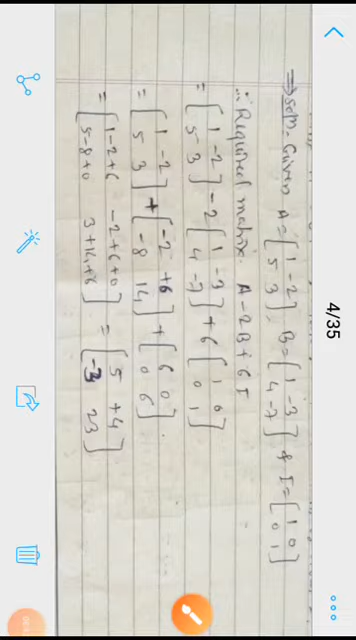 4/35
⇒ Soln. Given A = [1 -2; 5 3], B = [1 -3; 4 -7] & I = [1 0; 0 1]
∴ Required matrix. A - 2B + 6I
= [1 -2; 5 3] - 2 [1 -3; 4 -7] + 6 [1 0; 0 1]
= [1 -2; 5 3] + [-2 +6; -8 14] + [6 0; 0 6]
= [1-2+6 -2+6+0; 5-8+0 3+14+6] = [5 +4; -3 23]